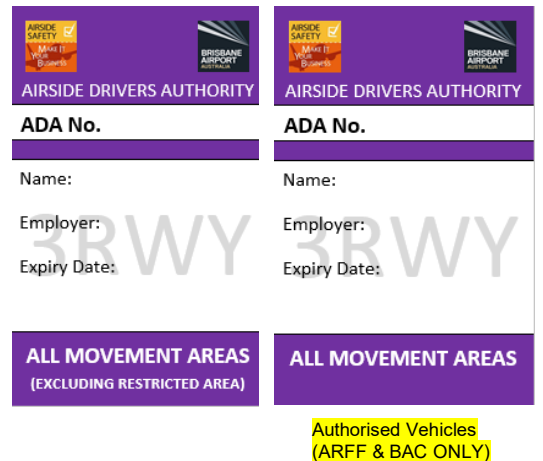 AIRSIDE
SAFETY
MAKE IT
YOUR
BUSINESS
BRISBANE
AIRPORT
AUSTRALIA
AIRSIDE DRIVERS AUTHORITY
ADA No.
Name:
Employer:
3RWY
Expiry Date:
ALL MOVEMENT AREAS
(EXCLUDING RESTRICTED AREA)
AIRSIDE
SAFETY
MAKE IT
YOUR
BUSINESS
BRISBANE
AIRPORT
AUSTRALIA
AIRSIDE DRIVERS AUTHORITY
ADA No.
Name:
Employer:
3RWY
Expiry Date:
ALL MOVEMENT AREAS
Authorised Vehicles
(ARFF & BAC ONLY)